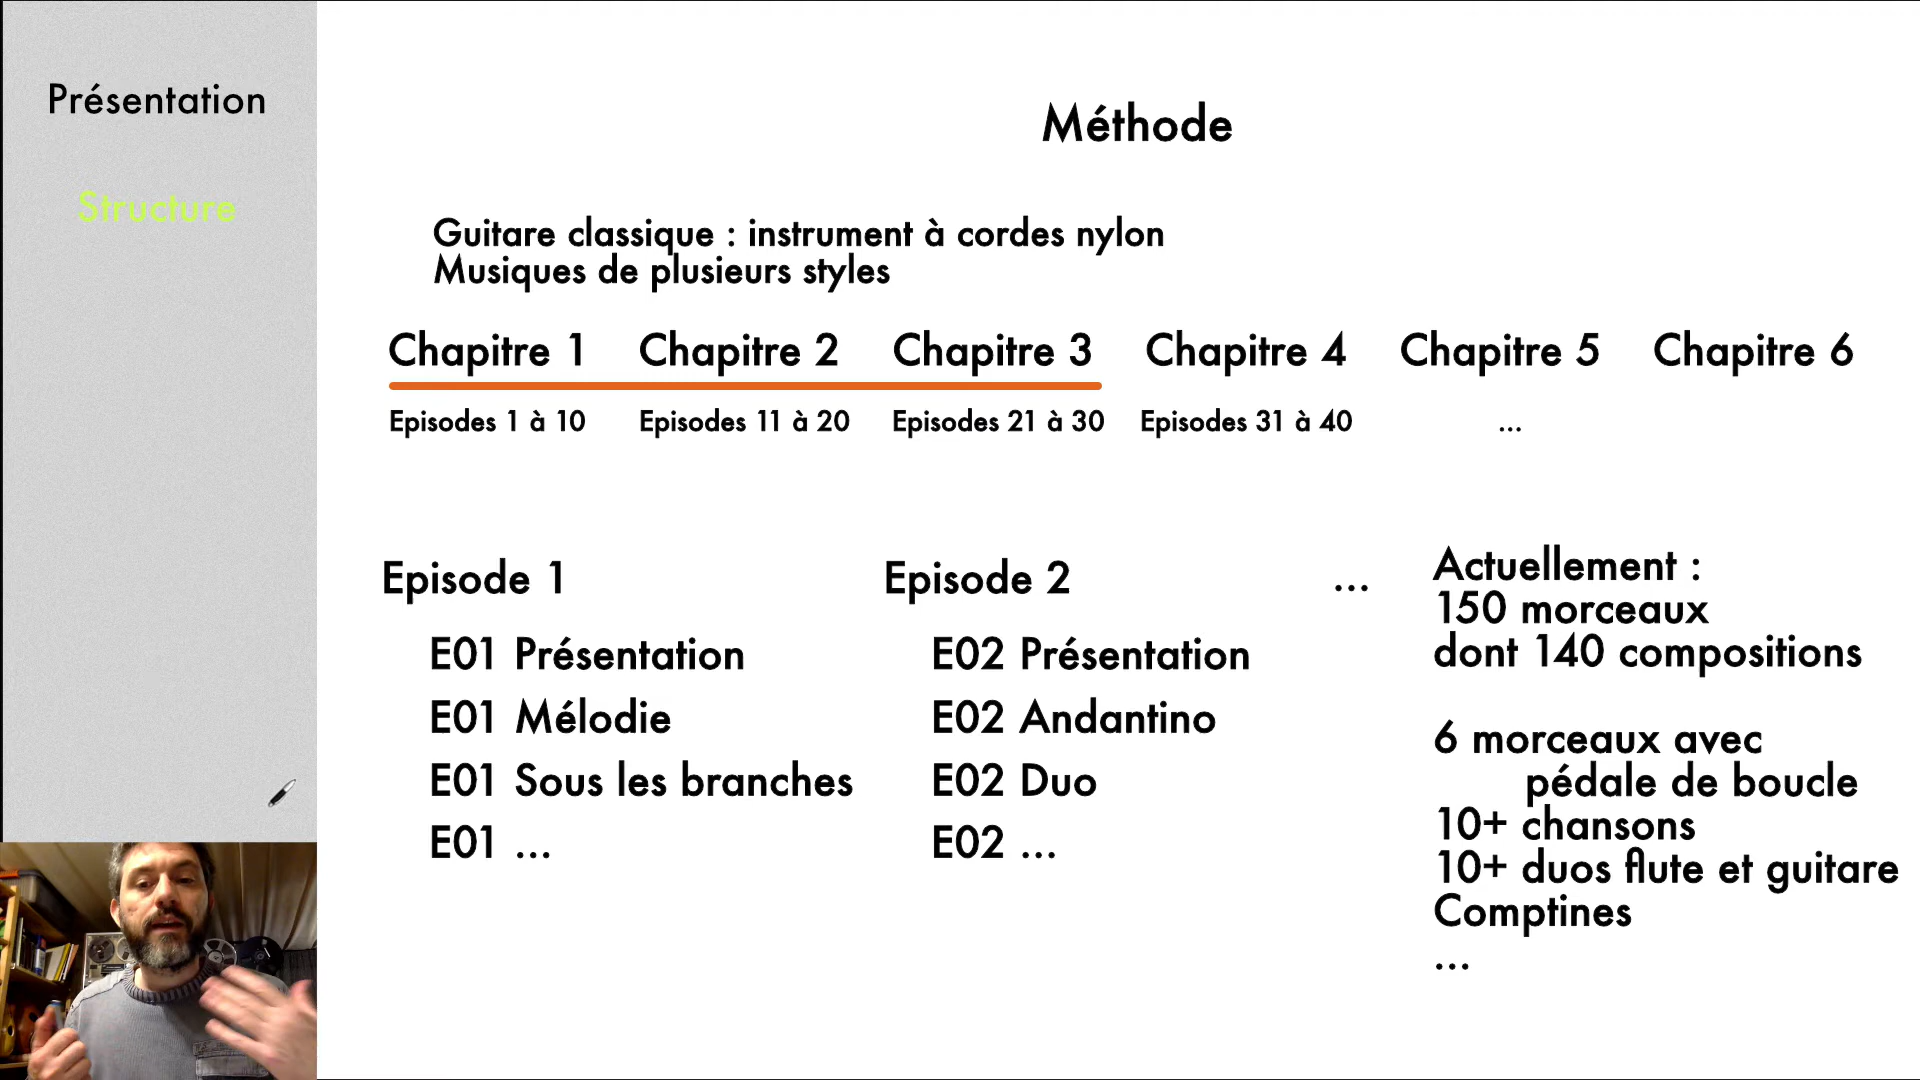 Présentation
Structure
Méthode
Guitare classique : instrument à cordes nylon
Musiques de plusieurs styles
Chapitre 1
Chapitre 2
Chapitre 3
Chapitre 4
Chapitre 5
Chapitre 6
Episodes 1 à 10
Episodes 11 à 20
Episodes 21 à 30
Episodes 31 à 40
...
Episode 1
E01 Présentation
E01 Mélodie
E01 Sous les branches
E01 ...
Episode 2
E02 Présentation
E02 Andantino
E02 Duo
E02 ...
...
Actuellement :
150 morceaux
dont 140 compositions
6 morceaux avec
pédale de boucle
10+ chansons
10+ duos flute et guitare
Comptines
...